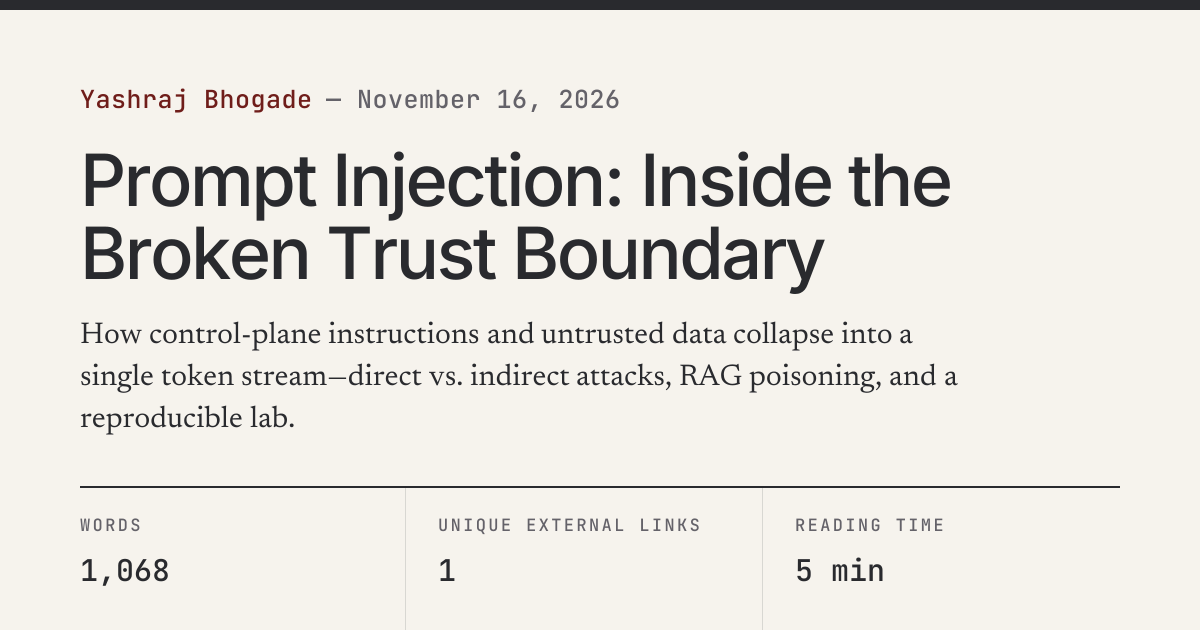 Yashraj Bhogade — November 16, 2026
Prompt Injection: Inside the
Broken Trust Boundary
How control-plane instructions and untrusted data collapse into a
single token stream—direct vs. indirect attacks, RAG poisoning, and a
reproducible lab.
WORDS
1,068
UNIQUE EXTERNAL LINKS
1
READING TIME
5 min